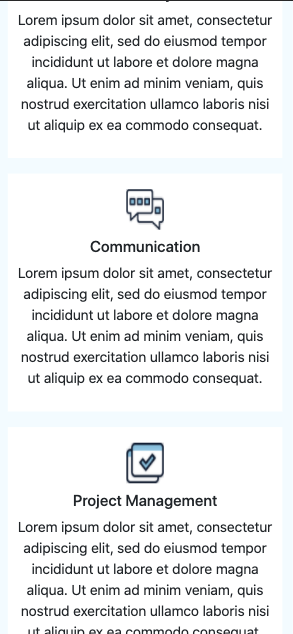 Lorem ipsum dolor sit amet, consectetur
adipiscing elit, sed do eiusmod tempor
incididunt ut labore et dolore magna
aliqua. Ut enim ad minim veniam, quis
nostrud exercitation ullamco laboris nisi
ut aliquip ex ea commodo consequat.
Communication
Lorem ipsum dolor sit amet, consectetur
adipiscing elit, sed do eiusmod tempor
incididunt ut labore et dolore magna
aliqua. Ut enim ad minim veniam, quis
nostrud exercitation ullamco laboris nisi
ut aliquip ex ea commodo consequat.
Project Management
Lorem ipsum dolor sit amet, consectetur
adipiscing elit, sed do eiusmod tempor
incididunt ut labore et dolore magna
aliqua. Ut enim ad minim veniam, quis
nostrud exercitation ullamco laboris nisi
ut aliquip ex ea commodo consequat.